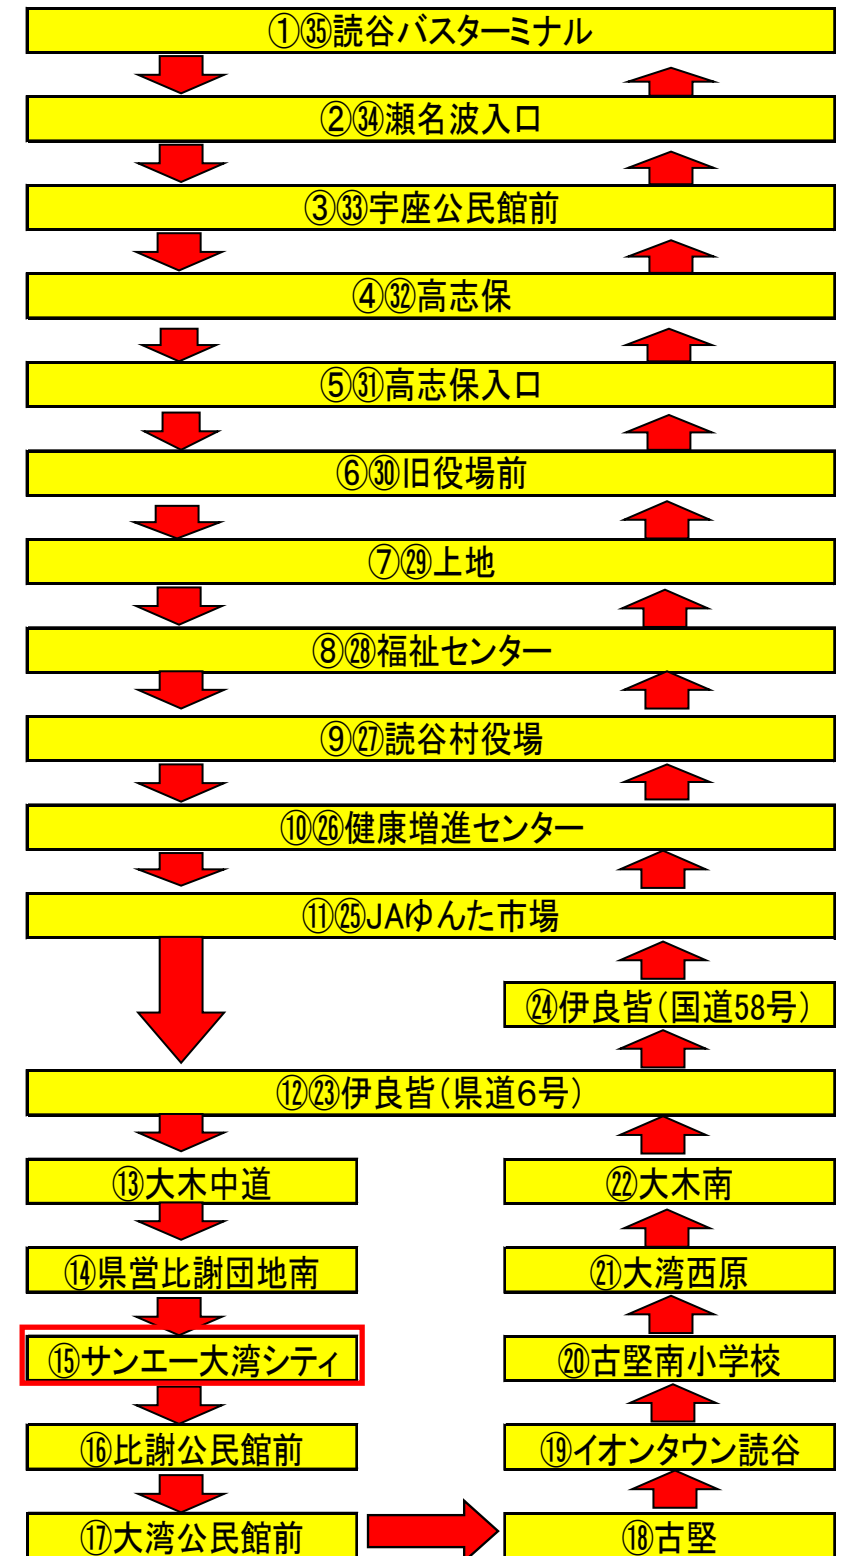 ①㉟読谷バスターミナル
②㉞瀬名波入口
③㉝宇座公民館前
④㉜高志保
⑤㉛高志保入口
⑥㉚旧役場前
⑦㉙上地
⑧㉘福祉センター
⑨㉗読谷村役場
⑩㉖健康増進センター
⑪㉕JAゆんた市場
㉔伊良皆(国道58号)
⑫㉓伊良皆(県道6号)
⑬大木中道
㉒大木南
⑭県営比謝団地南
㉑大湾西原
⑮サンエー大湾シティ
⑳古堅南小学校
⑯比謝公民館前
⑲イオンタウン読谷
⑰大湾公民館前
⑱古堅